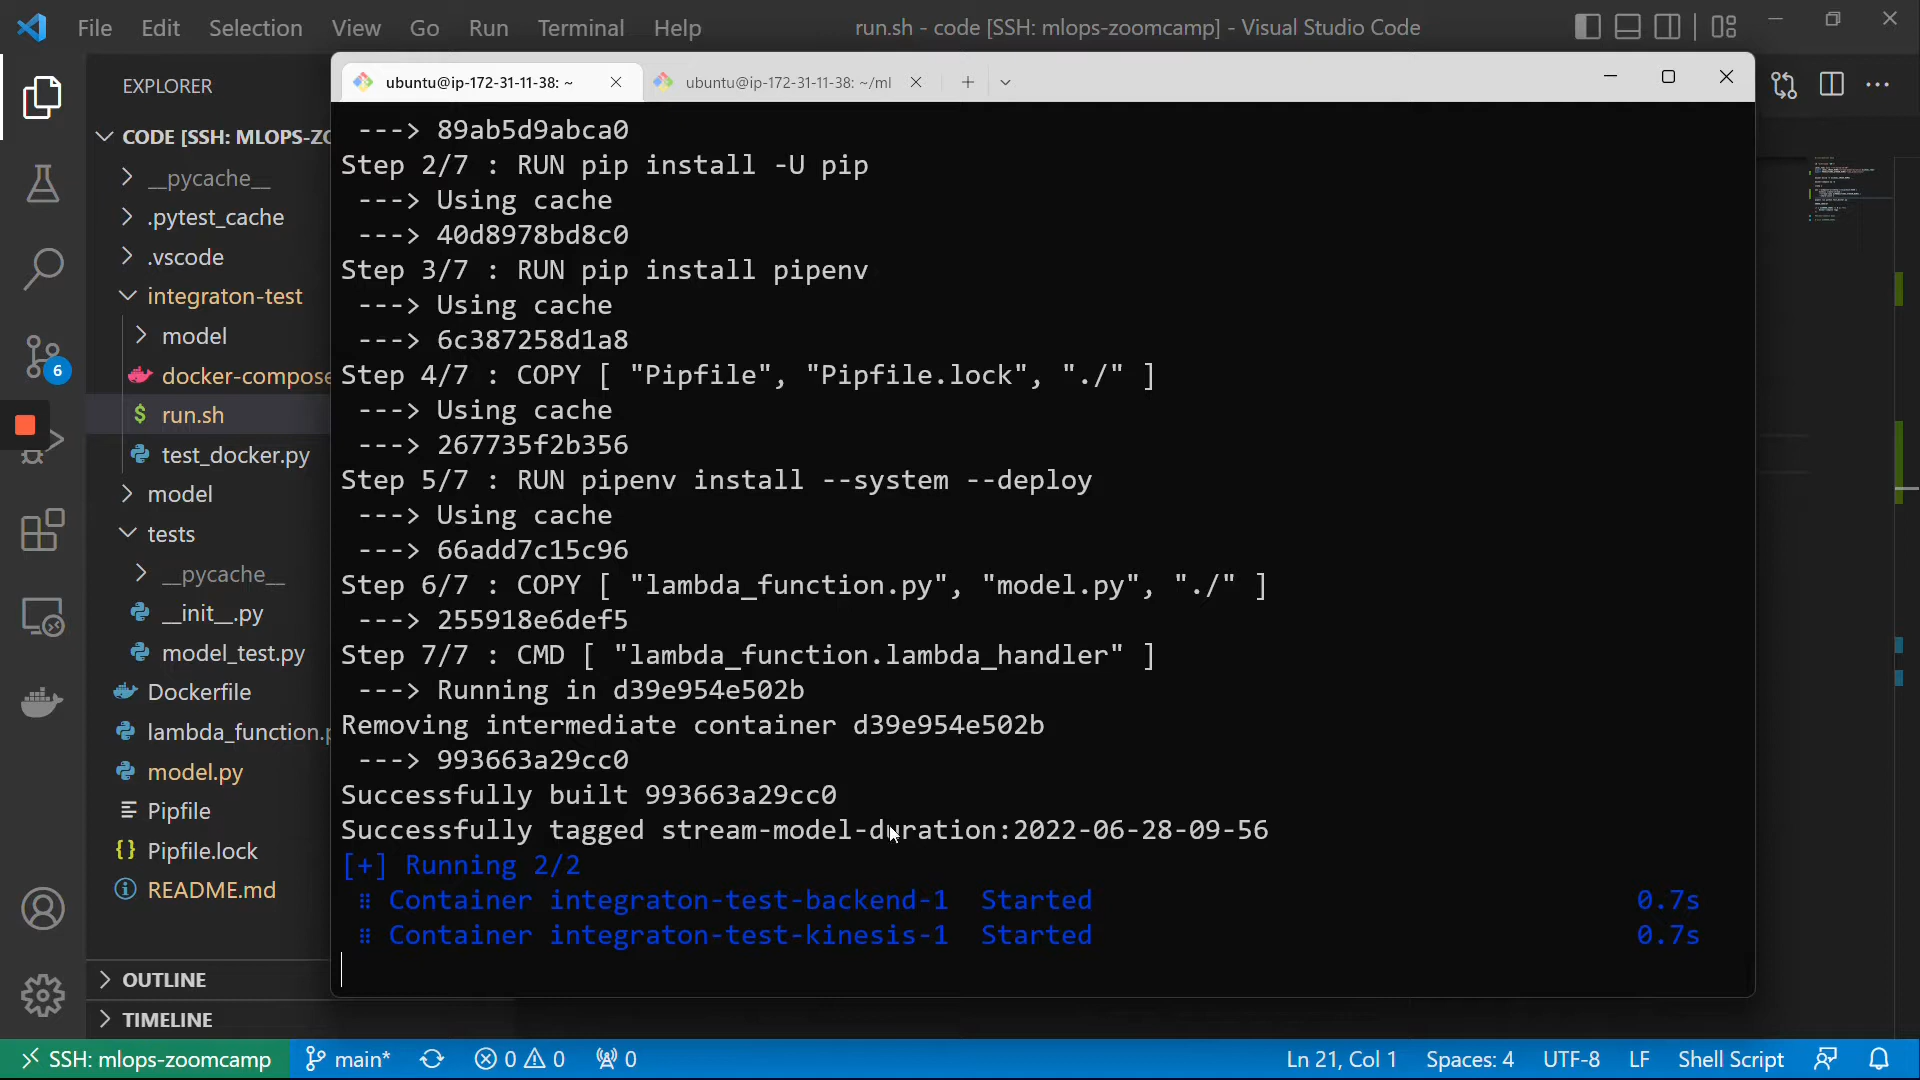 File Edit Selection View Go Run Terminal Help
run.sh - code [SSH: mlops-zoomcamp] - Visual Studio Code
EXPLORER
CODE [SSH: MLOPS-ZO
__pycache__
.pytest_cache
.vscode
integraton-test
model
docker-compose
run.sh
test_docker.py
model
tests
__pycache__
__init__.py
model_test.py
Dockerfile
lambda_function.p
model.py
Pipfile
Pipfile.lock
README.md
OUTLINE
TIMELINE
6
ubuntu@ip-172-31-11-38: ~
ubuntu@ip-172-31-11-38: ~/ml
---> 89ab5d9abca0
Step 2/7 : RUN pip install -U pip
---> Using cache
---> 40d8978bd8c0
Step 3/7 : RUN pip install pipenv
---> Using cache
---> 6c387258d1a8
Step 4/7 : COPY [ "Pipfile", "Pipfile.lock", "./" ]
---> Using cache
---> 267735f2b356
Step 5/7 : RUN pipenv install --system --deploy
---> Using cache
---> 66add7c15c96
Step 6/7 : COPY [ "lambda_function.py", "model.py", "./" ]
---> 255918e6def5
Step 7/7 : CMD [ "lambda_function.lambda_handler" ]
---> Running in d39e954e502b
Removing intermediate container d39e954e502b
---> 993663a29cc0
Successfully built 993663a29cc0
Successfully tagged stream-model-duration:2022-06-28-09-56
[+] Running 2/2
⠿ Container integraton-test-backend-1 Started 0.7s
⠿ Container integraton-test-kinesis-1 Started 0.7s
SSH: mlops-zoomcamp main* 0 0 0 Ln 21, Col 1 Spaces: 4 UTF-8 LF Shell Script